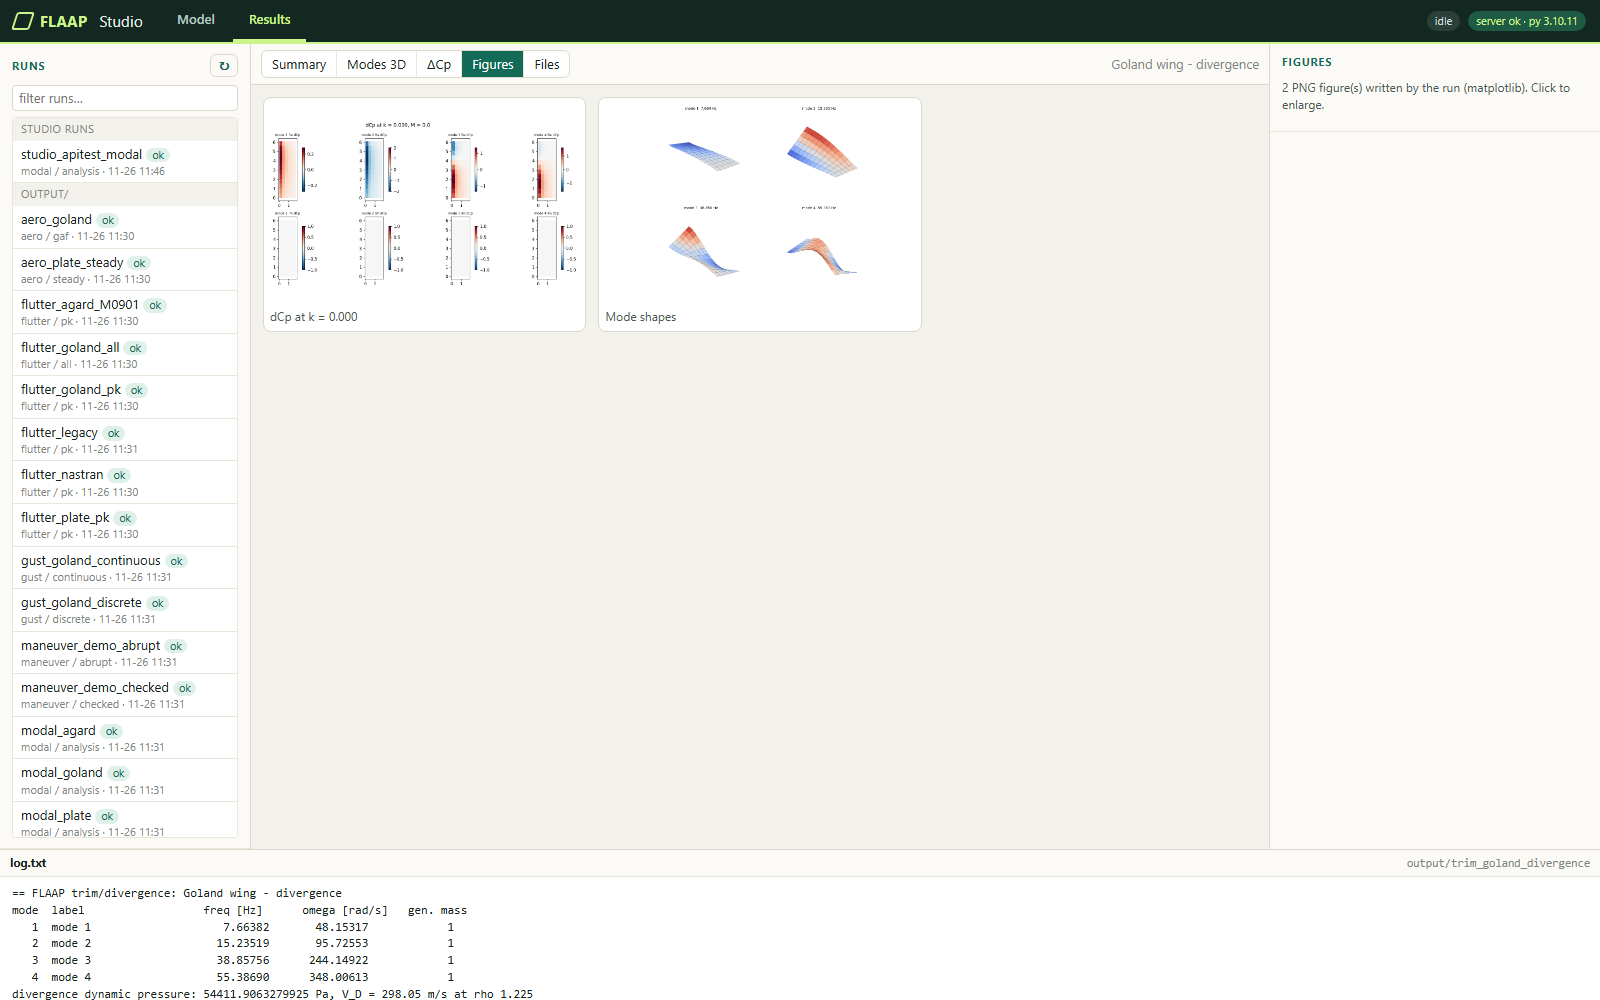 FLAAP Studio Model Results idle server ok · py 3.10.11
RUNS ↻
filter runs...
STUDIO RUNS
studio_apitest_modal ok
modal / analysis · 11-26 11:46
OUTPUT/
aero_goland ok
aero / gaf · 11-26 11:30
aero_plate_steady ok
aero / steady · 11-26 11:30
flutter_agard_M0901 ok
flutter / pk · 11-26 11:30
flutter_goland_all ok
flutter / all · 11-26 11:30
flutter_goland_pk ok
flutter / pk · 11-26 11:30
flutter_legacy ok
flutter / pk · 11-26 11:31
flutter_nastran ok
flutter / pk · 11-26 11:30
flutter_plate_pk ok
flutter / pk · 11-26 11:30
gust_goland_continuous ok
gust / continuous · 11-26 11:31
gust_goland_discrete ok
gust / discrete · 11-26 11:31
maneuver_demo_abrupt ok
maneuver / abrupt · 11-26 11:31
maneuver_demo_checked ok
maneuver / checked · 11-26 11:31
modal_agard ok
modal / analysis · 11-26 11:31
modal_goland ok
modal / analysis · 11-26 11:31
modal_plate ok
modal / analysis · 11-26 11:31
Summary Modes 3D ΔCp Figures Files Goland wing - divergence
dCp at k = 0.000, M = 0.0
dCp at k = 0.000
Mode shapes
FIGURES
2 PNG figure(s) written by the run (matplotlib). Click to
enlarge.
log.txt output/trim_goland_divergence
== FLAAP trim/divergence: Goland wing - divergence
mode label freq [Hz] omega [rad/s] gen. mass
1 mode 1 7.66382 48.15317 1
2 mode 2 15.23519 95.72553 1
3 mode 3 38.85756 244.14922 1
4 mode 4 55.38690 348.00613 1
divergence dynamic pressure: 54411.9063279925 Pa, V_D = 298.05 m/s at rho 1.225